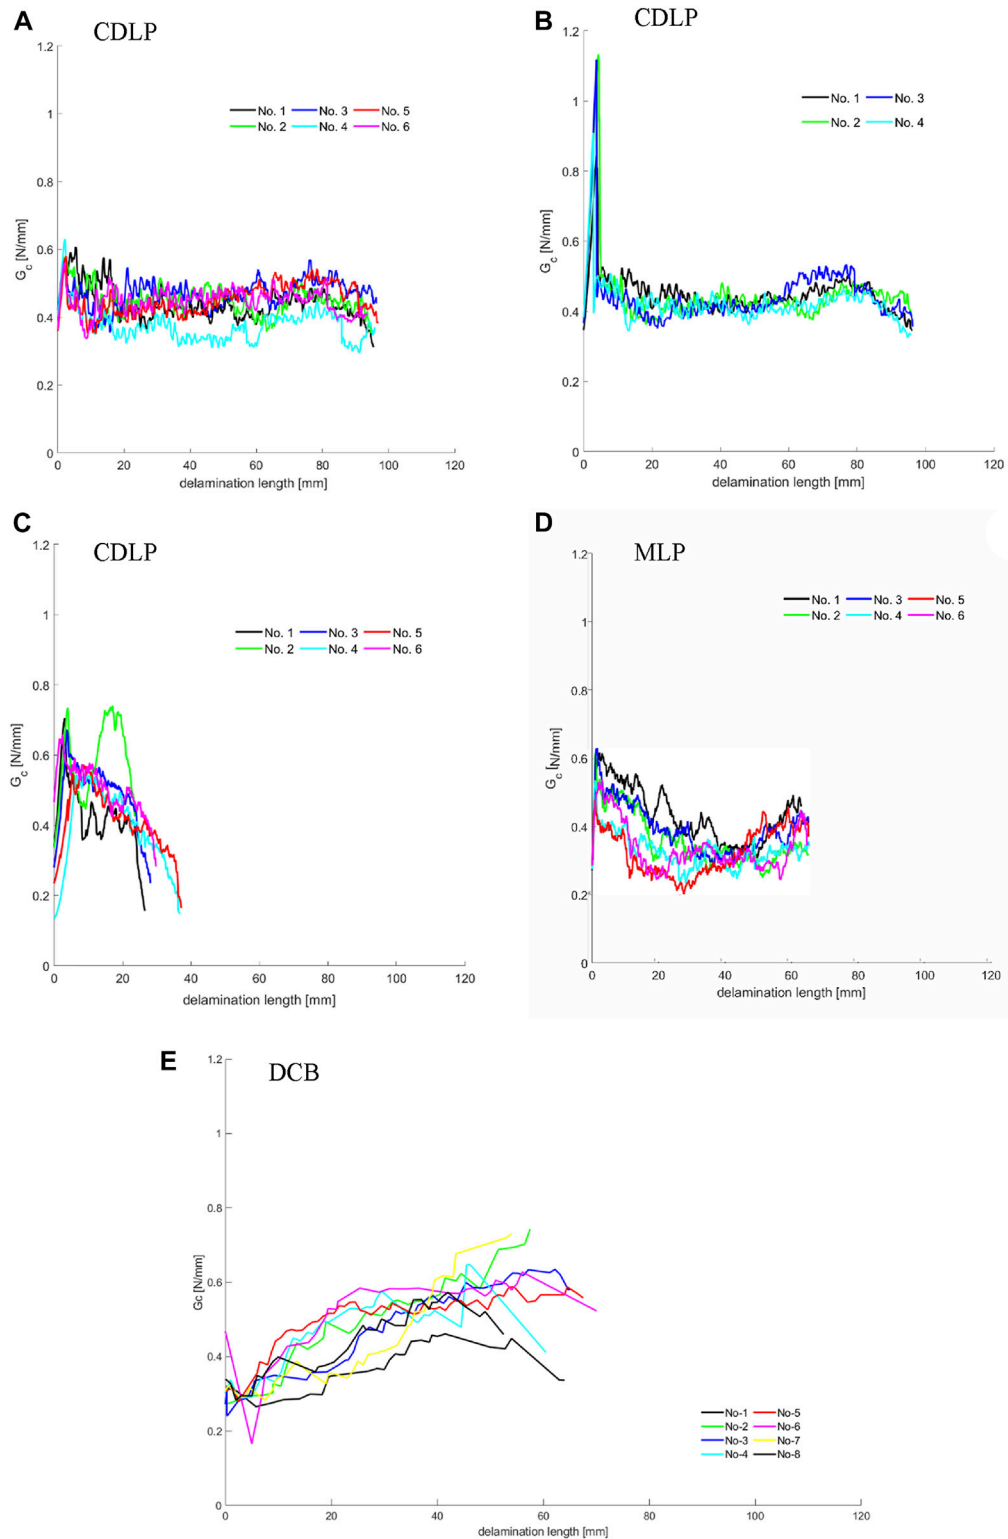 A
CDLP
1.2
1
0.8
0.6
0.4
0.2
0
G_c [N/mm]
No. 1 No. 3 No. 5
No. 2 No. 4 No. 6
0 20 40 60 80 100 120
delamination length [mm]
B
CDLP
1.2
1
0.8
0.6
0.4
0.2
0
G_c [N/mm]
No. 1 No. 3
No. 2 No. 4
0 20 40 60 80 100 120
delamination length [mm]
C
CDLP
1.2
1
0.8
0.6
0.4
0.2
0
G_c [N/mm]
No. 1 No. 3 No. 5
No. 2 No. 4 No. 6
0 20 40 60 80 100 120
delamination length [mm]
D
MLP
1.2
1
0.8
0.6
0.4
0.2
0
G_c [N/mm]
No. 1 No. 3 No. 5
No. 2 No. 4 No. 6
0 20 40 60 80 100 120
delamination length [mm]
E
DCB
1.2
1
0.8
0.6
0.4
0.2
0
Gc [N/mm]
No-1 No-5
No-2 No-6
No-3 No-7
No-4 No-8
0 20 40 60 80 100 120
delamination length [mm]